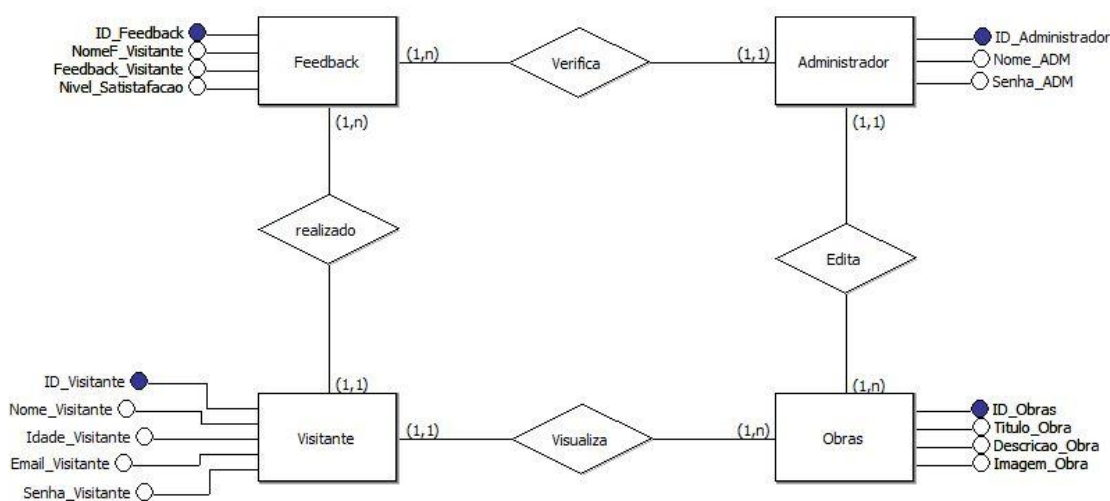 ID_Feedback
NomeF_Visitante
Feedback_Visitante
Nivel_Satistafacao
Feedback
(1,n)
Verifica
(1,1)
Administrador
ID_Administrador
Nome_ADM
Senha_ADM
(1,n)
(1,1)
realizado
Edita
(1,1)
(1,n)
ID_Visitante
Nome_Visitante
Idade_Visitante
Email_Visitante
Senha_Visitante
Visitante
(1,1)
Visualiza
(1,n)
Obras
ID_Obras
Titulo_Obra
Descricao_Obra
Imagem_Obra